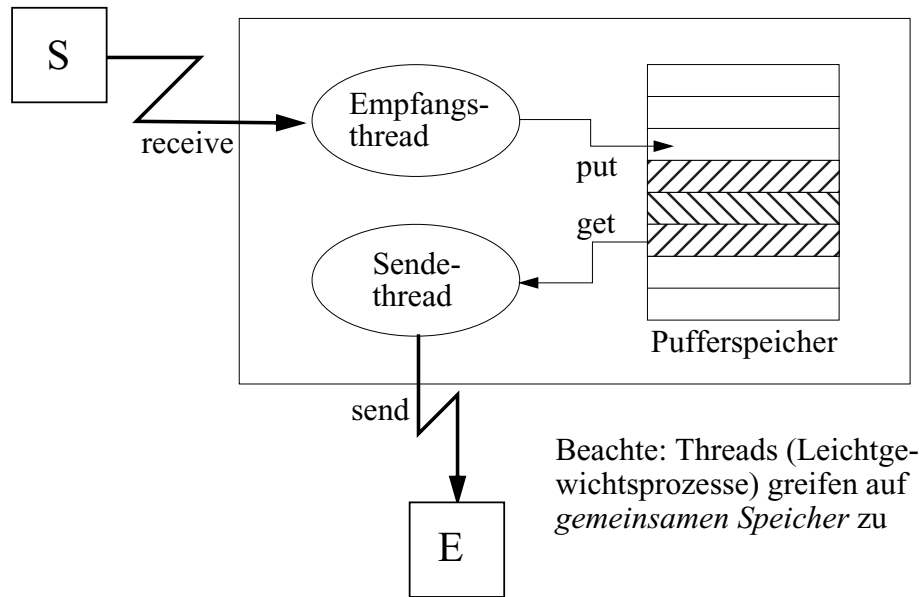 S
receive
Empfangs-
thread
put
get
Sende-
thread
Pufferspeicher
send
Beachte: Threads (Leichtge-
wichtsprozesse) greifen auf
gemeinsamen Speicher zu
E